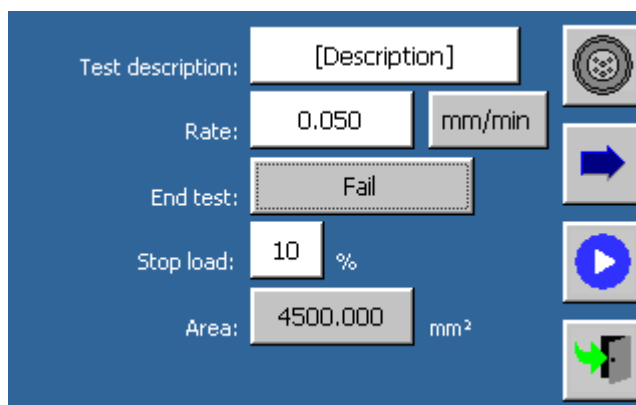 Test description: [Description]
Rate: 0.050 mm/min
End test: Fail
Stop load: 10 %
Area: 4500.000 mm²